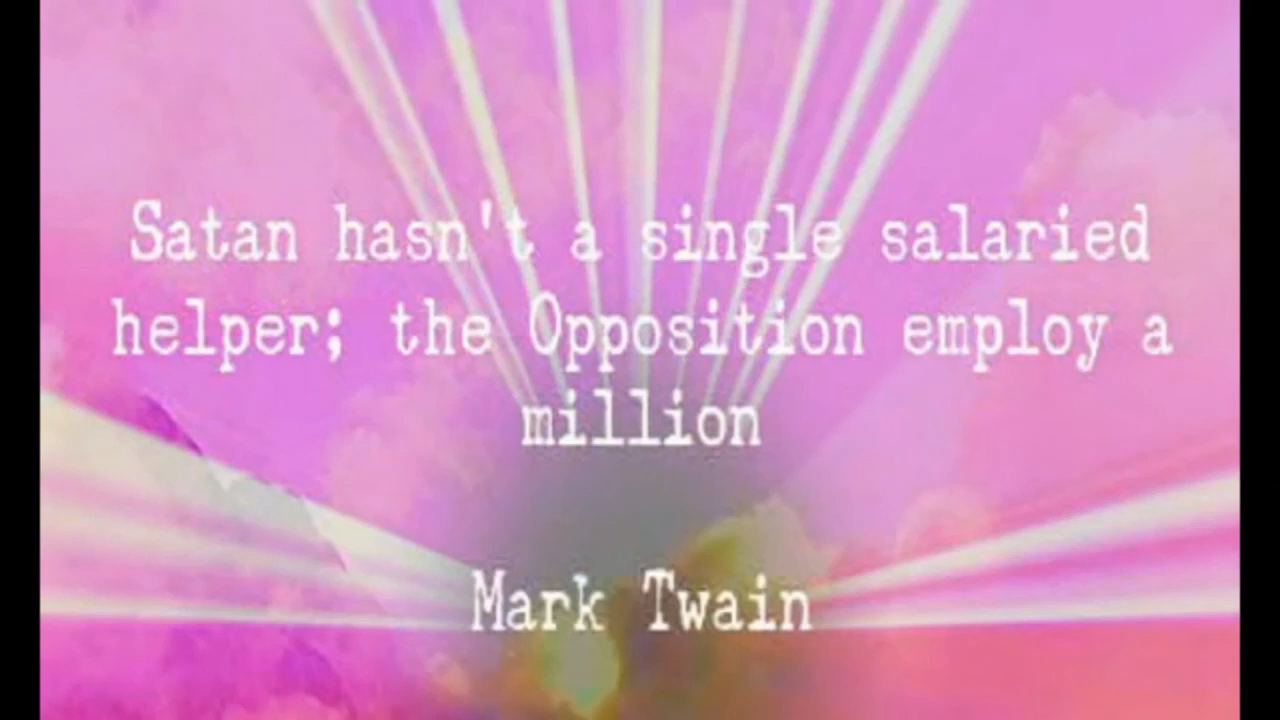 Satan hasn't a single salaried
helper; the Opposition employ a
million
Mark Twain